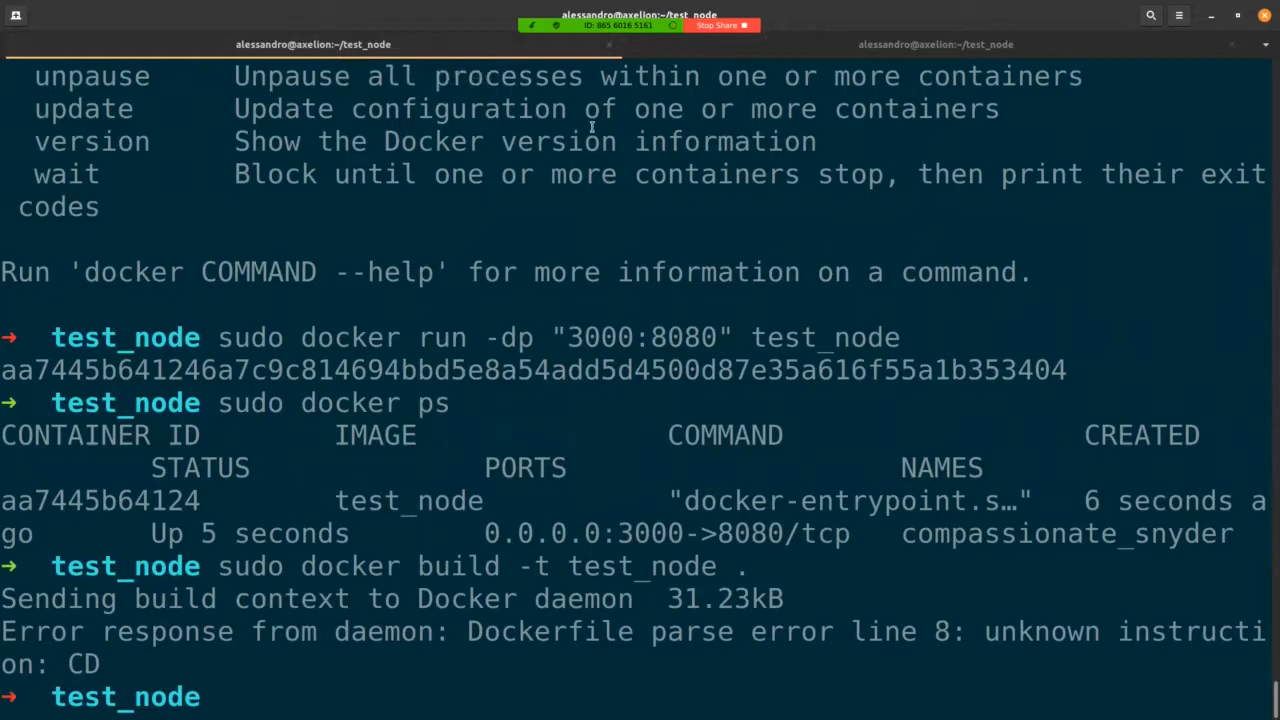 alessandro@axelion:~/test_node
ID: 865 6016 5161 Stop Share
alessandro@axelion:~/test_node alessandro@axelion:~/test_node
unpause Unpause all processes within one or more containers
update Update configuration of one or more containers
version Show the Docker version information
wait Block until one or more containers stop, then print their exit
codes
Run 'docker COMMAND --help' for more information on a command.
→ test_node sudo docker run -dp "3000:8080" test_node
aa7445b641246a7c9c814694bbd5e8a54add5d4500d87e35a616f55a1b353404
→ test_node sudo docker ps
CONTAINER ID IMAGE COMMAND CREATED
STATUS PORTS NAMES
aa7445b64124 test_node "docker-entrypoint.s…" 6 seconds a
go Up 5 seconds 0.0.0.0:3000->8080/tcp compassionate_snyder
→ test_node sudo docker build -t test_node .
Sending build context to Docker daemon 31.23kB
Error response from daemon: Dockerfile parse error line 8: unknown instructi
on: CD
→ test_node